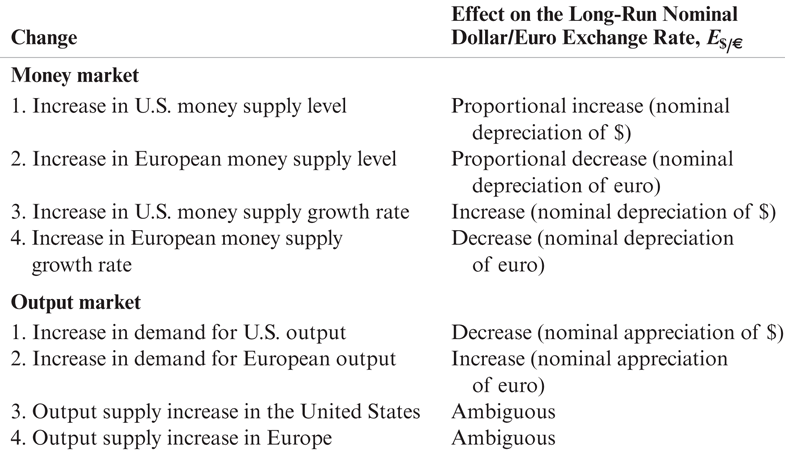 Effect on the Long-Run Nominal
Change Dollar/Euro Exchange Rate, E$/€
Money market
1. Increase in U.S. money supply level Proportional increase (nominal
depreciation of $)
2. Increase in European money supply level Proportional decrease (nominal
depreciation of euro)
3. Increase in U.S. money supply growth rate Increase (nominal depreciation of $)
4. Increase in European money supply Decrease (nominal depreciation
growth rate of euro)
Output market
1. Increase in demand for U.S. output Decrease (nominal appreciation of $)
2. Increase in demand for European output Increase (nominal appreciation
of euro)
3. Output supply increase in the United States Ambiguous
4. Output supply increase in Europe Ambiguous